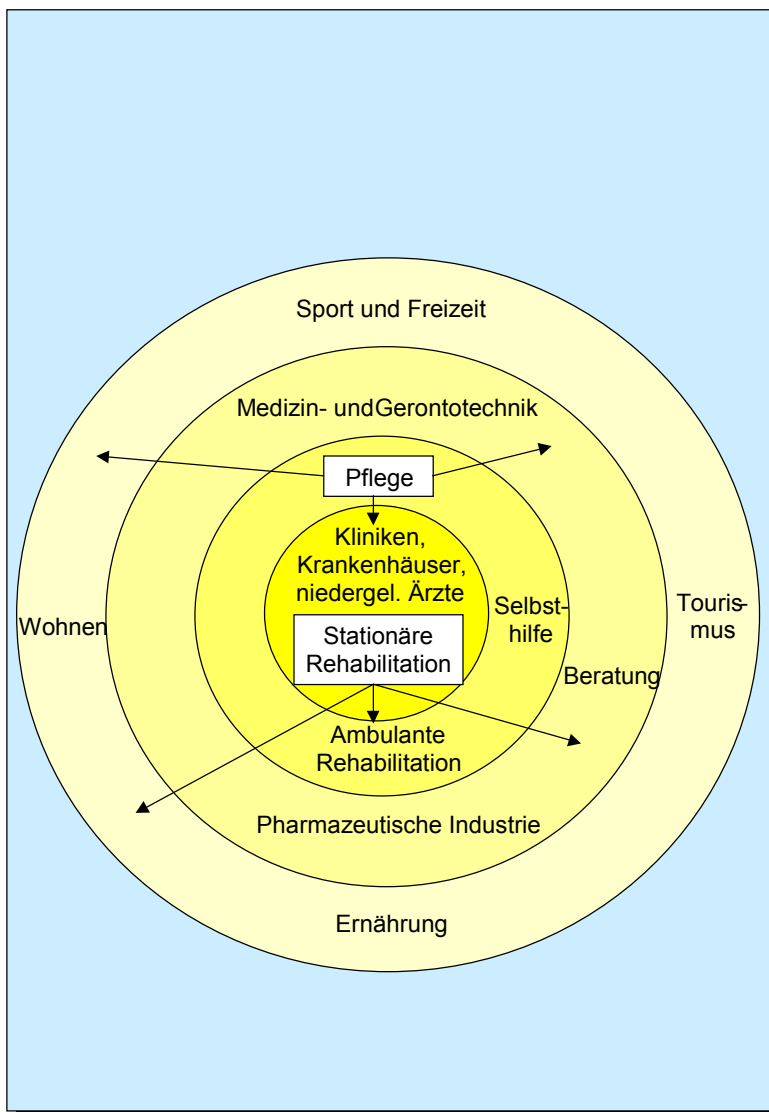 Sport und Freizeit
Medizin- undGerontotechnik
Pflege
Kliniken,
Krankenhäuser,
niedergel. Ärzte
Selbst-
hilfe
Touris-
mus
Wohnen
Stationäre
Rehabilitation
Beratung
Ambulante
Rehabilitation
Pharmazeutische Industrie
Ernährung